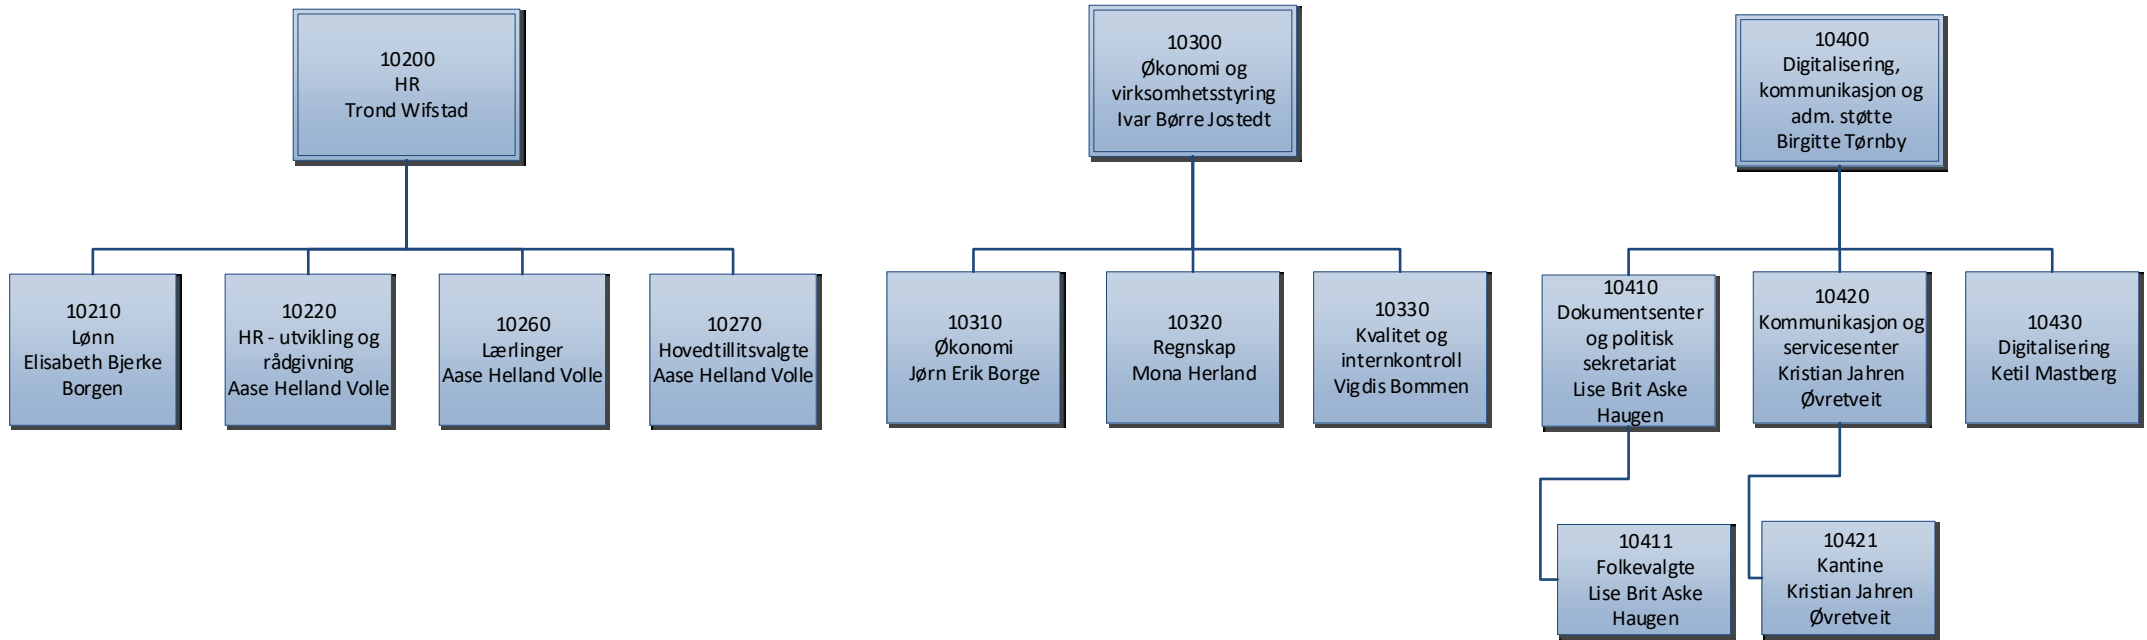 10200
HR
Trond Wifstad
10300
Økonomi og
virksomhetsstyring
Ivar Børre Jostedt
10400
Digitalisering,
kommunikasjon og
adm. støtte
Birgitte Tørnby
10210
Lønn
Elisabeth Bjerke
Borgen
10220
HR - utvikling og
rådgivning
Aase Helland Volle
10260
Lærlinger
Aase Helland Volle
10270
Hovedtillitsvalgte
Aase Helland Volle
10310
Økonomi
Jørn Erik Borge
10320
Regnskap
Mona Herland
10330
Kvalitet og
internkontroll
Vigdis Bommen
10410
Dokumentsenter
og politisk
sekretariat
Lise Brit Aske
Haugen
10420
Kommunikasjon og
servicesenter
Kristian Jahren
Øvretveit
10430
Digitalisering
Ketil Mastberg
10411
Folkevalgte
Lise Brit Aske
Haugen
10421
Kantine
Kristian Jahren
Øvretveit